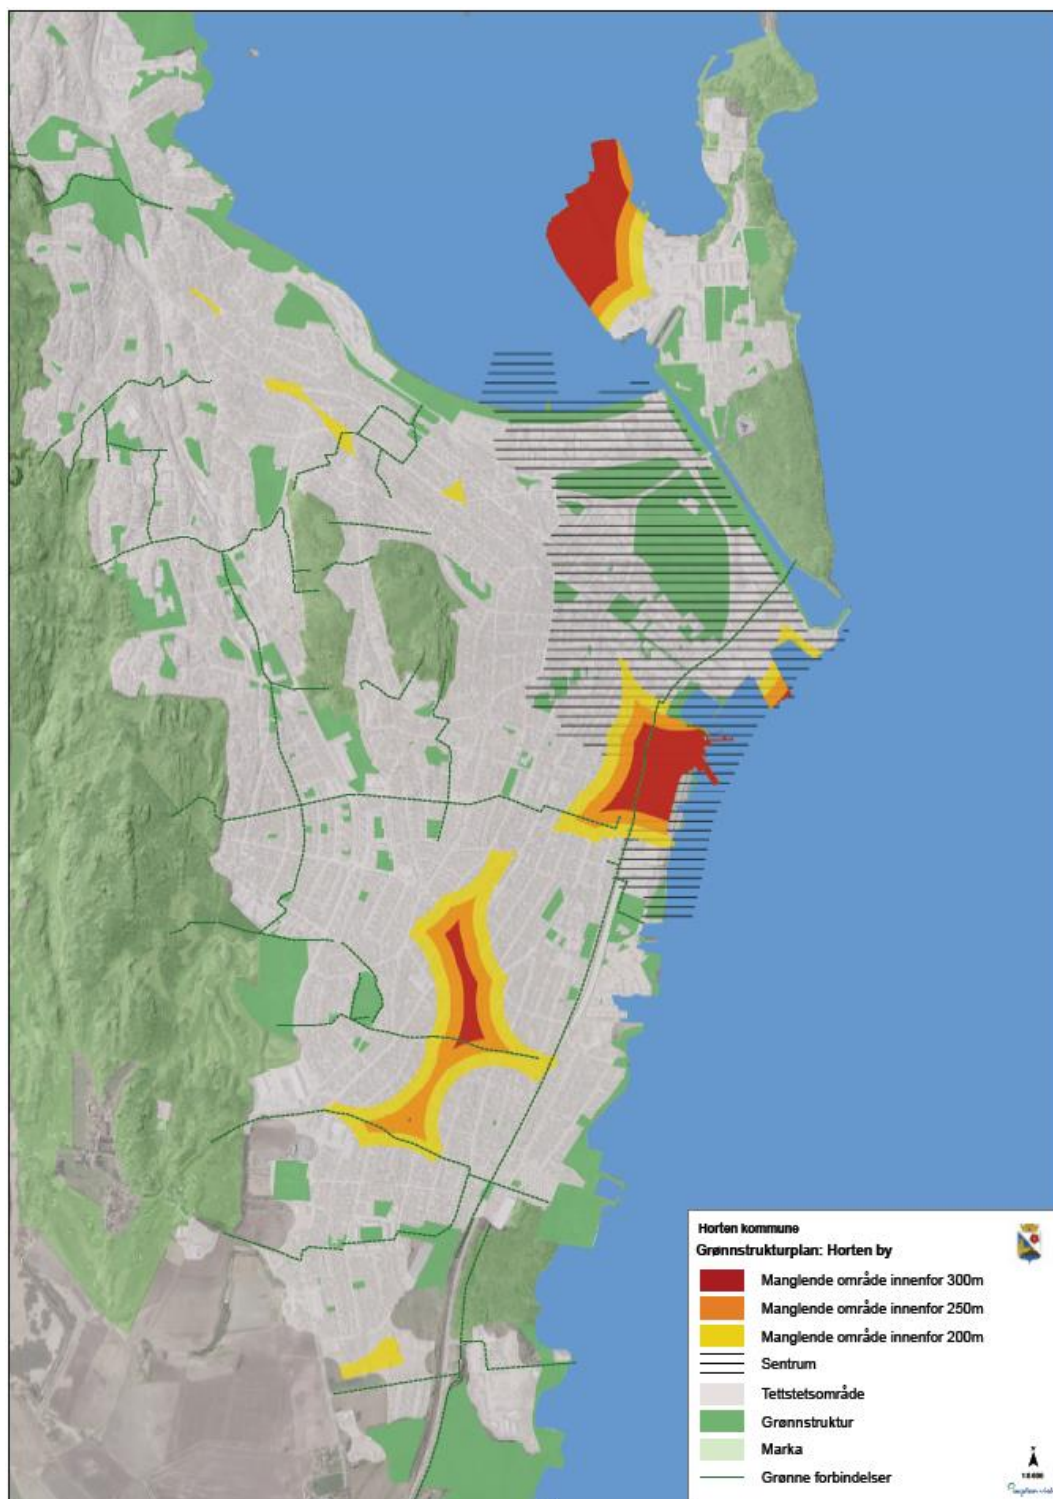 Horten kommune
Grønnstrukturplan: Horten by
Manglende område innenfor 300m
Manglende område innenfor 250m
Manglende område innenfor 200m
Sentrum
Tettstetsområde
Grønnstruktur
Marka
Grønne forbindelser